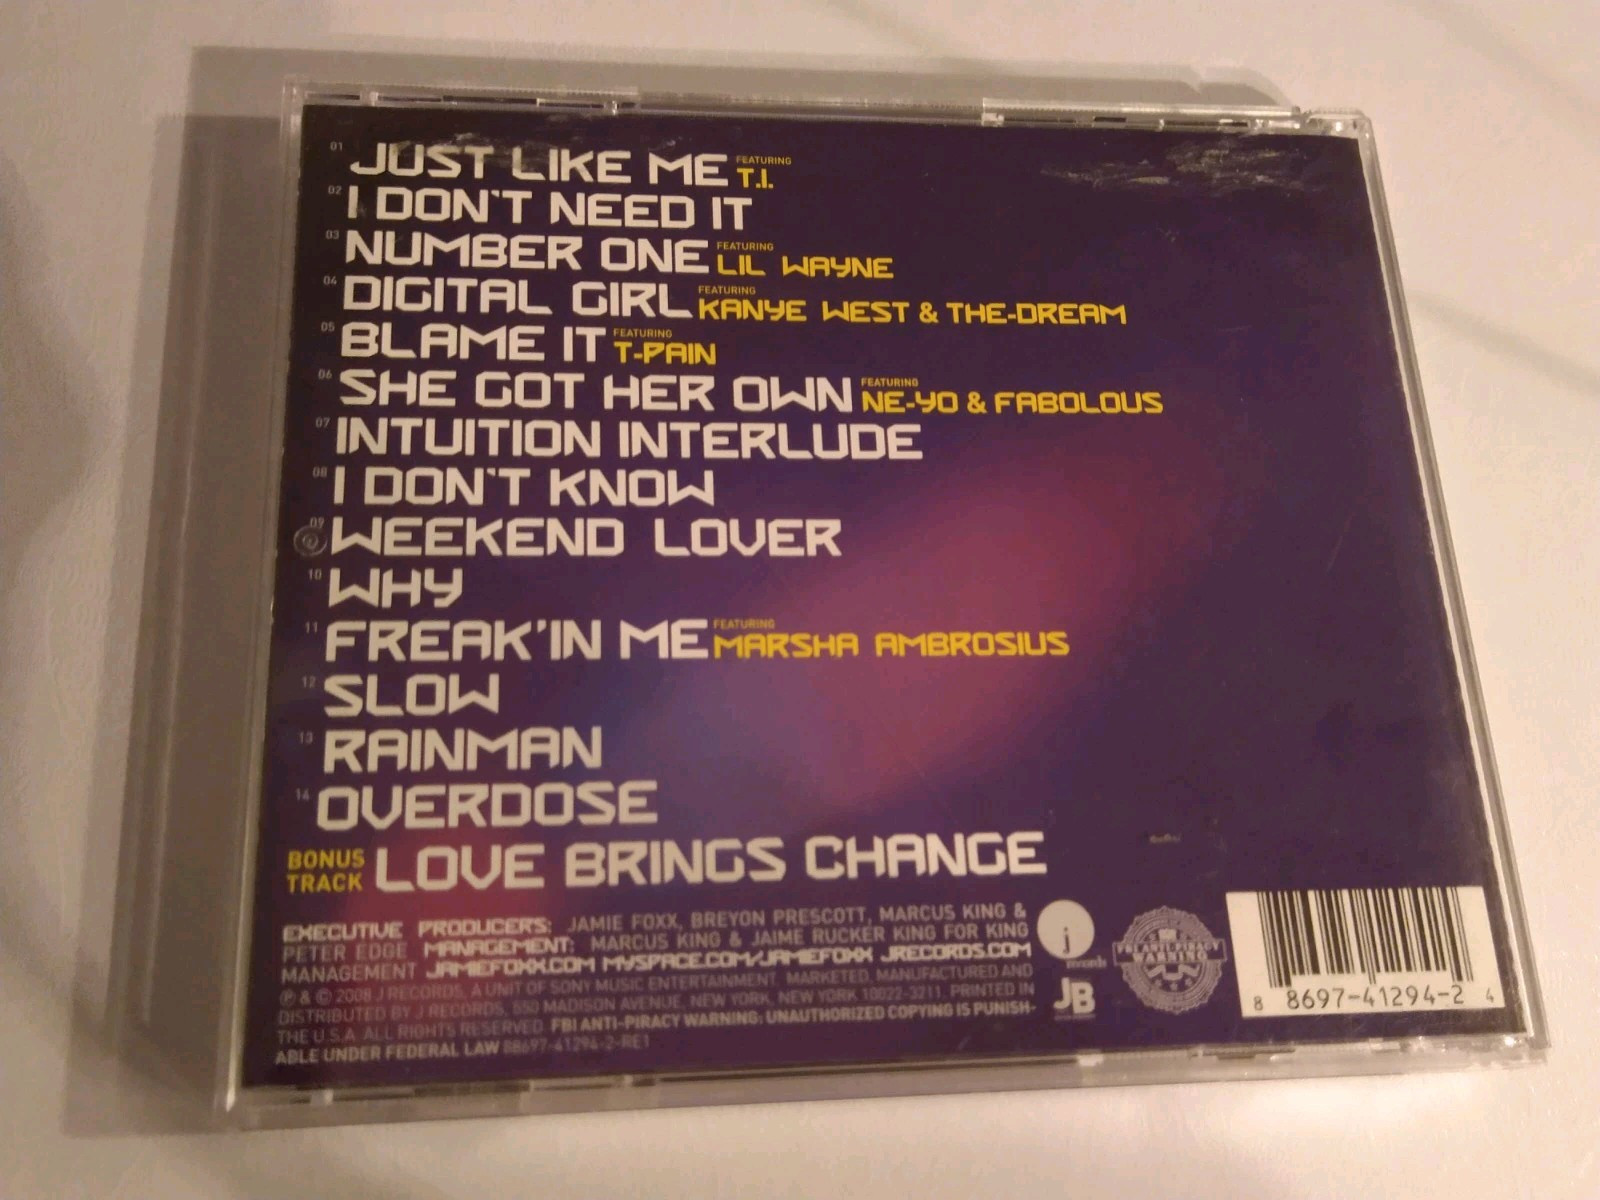 01 JUST LIKE ME FEATURING T.I.
02 I DON'T NEED IT
03 NUMBER ONE FEATURING LIL WAYNE
04 DIGITAL GIRL FEATURING KANYE WEST & THE-DREAM
05 BLAME IT FEATURING T-PAIN
06 SHE GOT HER OWN FEATURING NE-YO & FABOLOUS
07 INTUITION INTERLUDE
08 I DON'T KNOW
09 WEEKEND LOVER
10 WHY
11 FREAK'IN ME FEATURING MARSHA AMBROSIUS
12 SLOW
13 RAINMAN
14 OVERDOSE
BONUS TRACK LOVE BRINGS CHANGE
EXECUTIVE PRODUCERS: JAMIE FOXX, BREYON PRESCOTT, MARCUS KING &
PETER EDGE MANAGEMENT: MARCUS KING & JAIME RUCKER KING FOR KING
MANAGEMENT JAMIEFOXX.COM MYSPACE.COM/JAMIEFOXX JRECORDS.COM
℗ & © 2008 J RECORDS, A UNIT OF SONY MUSIC ENTERTAINMENT. MARKETED, MANUFACTURED AND
DISTRIBUTED BY J RECORDS, 550 MADISON AVENUE, NEW YORK, NEW YORK 10022-3211. PRINTED IN
THE U.S.A. ALL RIGHTS RESERVED. FBI ANTI-PIRACY WARNING: UNAUTHORIZED COPYING IS PUNISH-
ABLE UNDER FEDERAL LAW 88697-41294-2-RE1
j
records
JB
FBI ANTI-PIRACY
WARNING
8 8697-41294-2 4